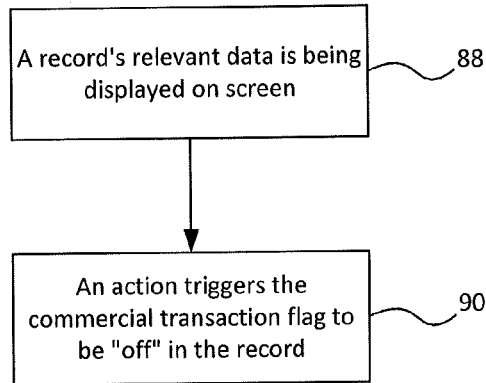 A record's relevant data is being
displayed on screen
88
An action triggers the
commercial transaction flag to
be "off" in the record
90